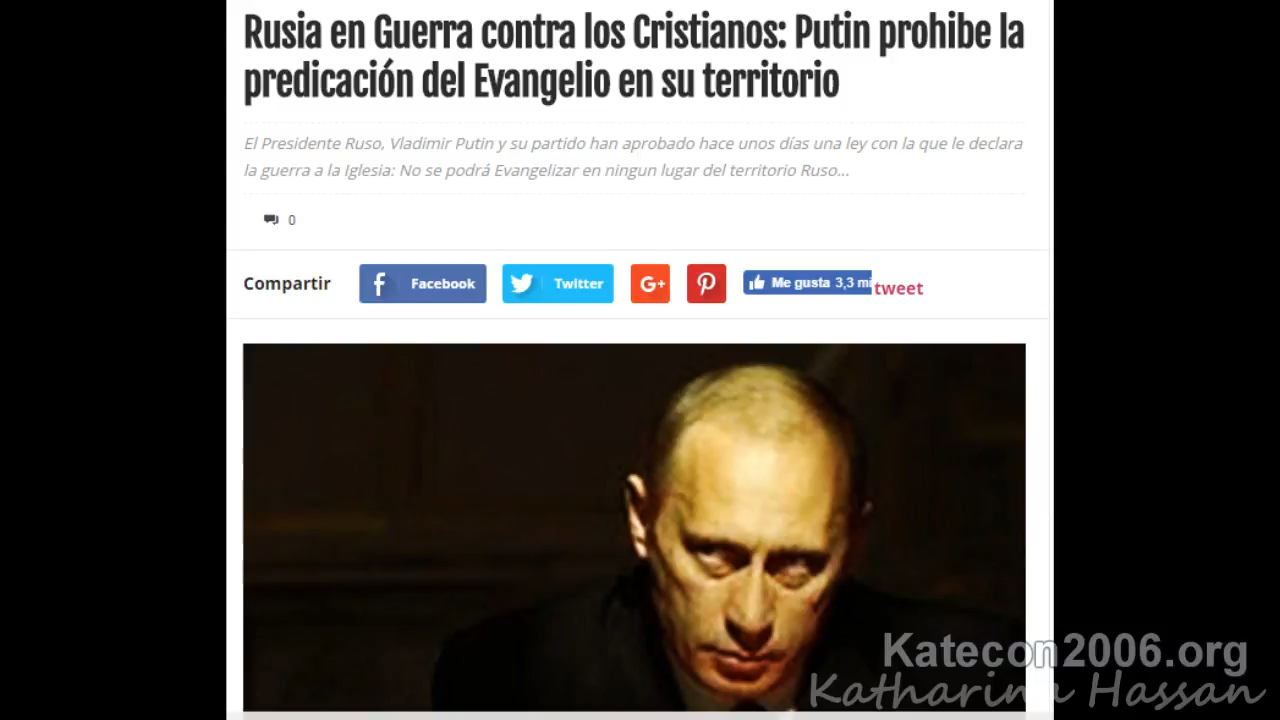 Rusia en Guerra contra los Cristianos: Putin prohibe la
predicación del Evangelio en su territorio
El Presidente Ruso, Vladimir Putin y su partido han aprobado hace unos días una ley con la que le declara
la guerra a la Iglesia: No se podrá Evangelizar en ningun lugar del territorio Ruso...
0
Compartir Facebook Twitter G+ Me gusta 3,3 mi tweet
Katecon2006.org
Katharina Hassan